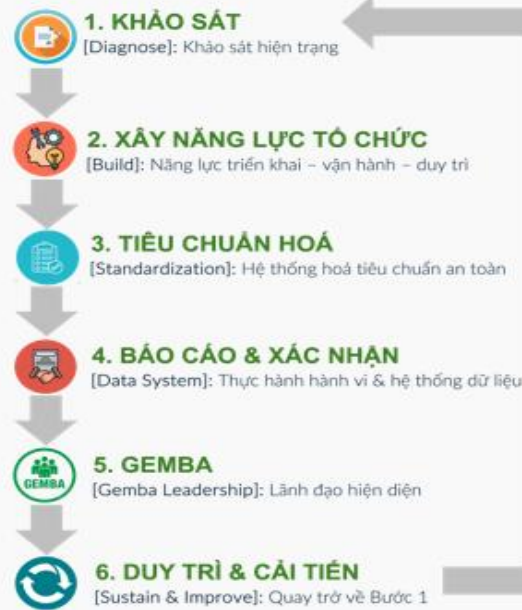 1. KHẢO SÁT
[Diagnose]: Khảo sát hiện trạng
2. XÂY NĂNG LỰC TỔ CHỨC
[Build]: Năng lực triển khai – vận hành – duy trì
3. TIÊU CHUẨN HOÁ
[Standardization]: Hệ thống hoá tiêu chuẩn an toàn
4. BÁO CÁO & XÁC NHẬN
[Data System]: Thực hành hành vi & hệ thống dữ liệu
GEMBA
5. GEMBA
[Gemba Leadership]: Lãnh đạo hiện diện
6. DUY TRÌ & CẢI TIẾN
[Sustain & Improve]: Quay trở về Bước 1